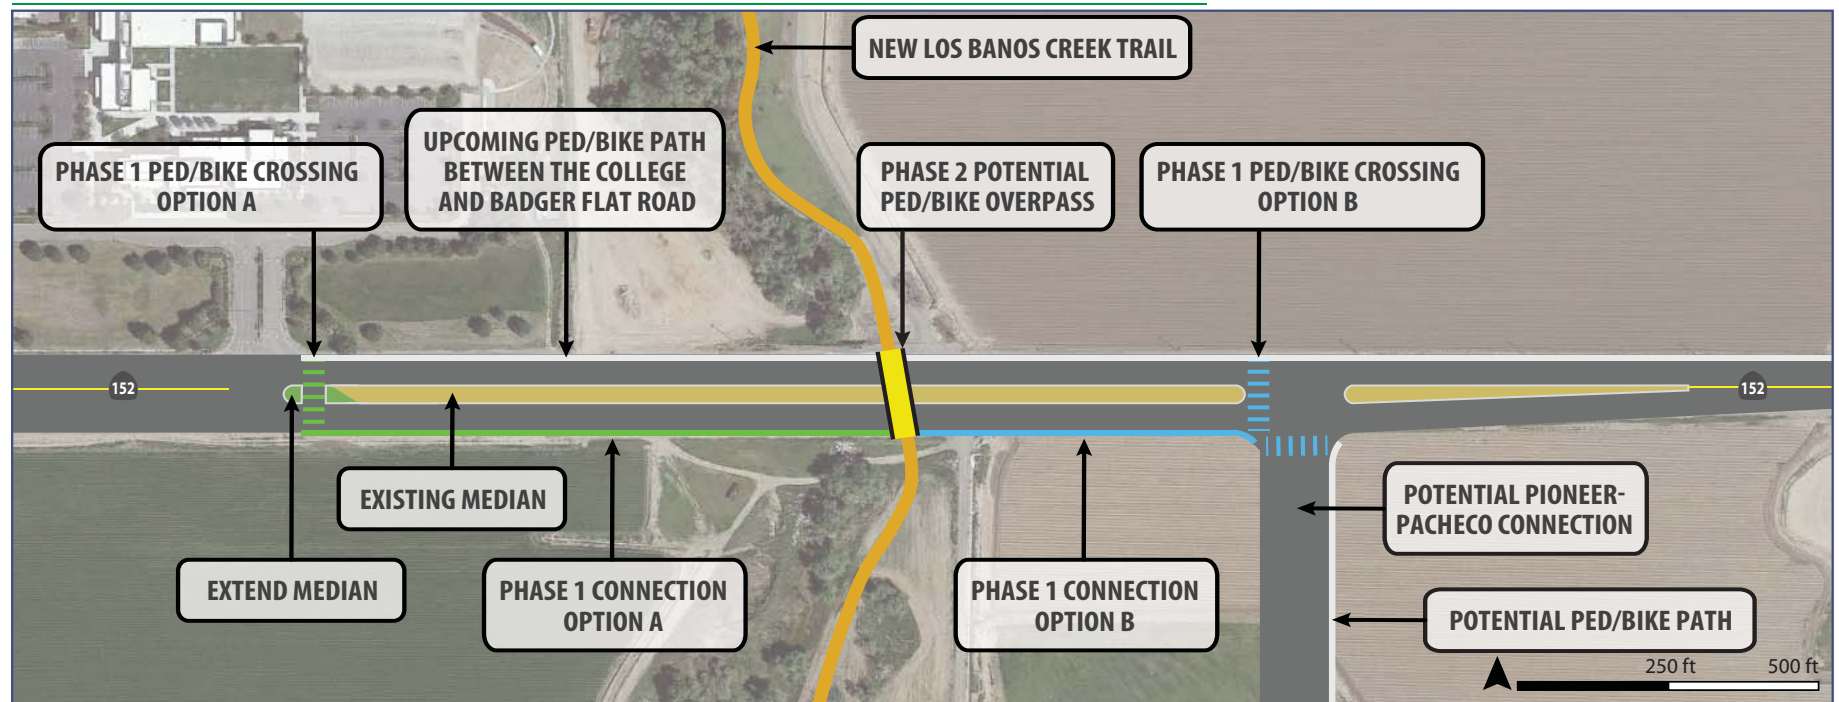 NEW LOS BANOS CREEK TRAIL
PHASE 1 PED/BIKE CROSSING
OPTION A
UPCOMING PED/BIKE PATH
BETWEEN THE COLLEGE
AND BADGER FLAT ROAD
PHASE 2 POTENTIAL
PED/BIKE OVERPASS
PHASE 1 PED/BIKE CROSSING
OPTION B
152
152
EXISTING MEDIAN
POTENTIAL PIONEER-
PACHECO CONNECTION
EXTEND MEDIAN
PHASE 1 CONNECTION
OPTION A
PHASE 1 CONNECTION
OPTION B
POTENTIAL PED/BIKE PATH
250 ft
500 ft